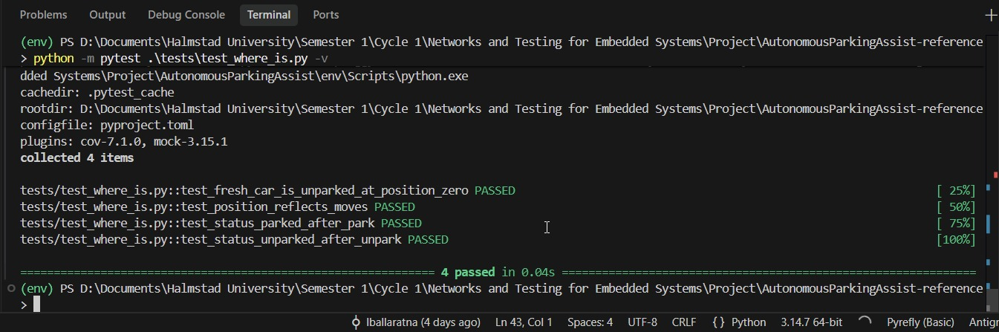 Problems Output Debug Console Terminal Ports
(env) PS D:\Documents\Halmstad University\Semester 1\Cycle 1\Networks and Testing for Embedded Systems\Project\AutonomousParkingAssist-reference
> python -m pytest .\tests\test_where_is.py -v
dded Systems\Project\AutonomousParkingAssist\env\Scripts\python.exe
cachedir: .pytest_cache
rootdir: D:\Documents\Halmstad University\Semester 1\Cycle 1\Networks and Testing for Embedded Systems\Project\AutonomousParkingAssist-reference
configfile: pyproject.toml
plugins: cov-7.1.0, mock-3.15.1
collected 4 items
tests/test_where_is.py::test_fresh_car_is_unparked_at_position_zero PASSED [ 25%]
tests/test_where_is.py::test_position_reflects_moves PASSED [ 50%]
tests/test_where_is.py::test_status_parked_after_park PASSED [ 75%]
tests/test_where_is.py::test_status_unparked_after_unpark PASSED [100%]
4 passed in 0.04s
(env) PS D:\Documents\Halmstad University\Semester 1\Cycle 1\Networks and Testing for Embedded Systems\Project\AutonomousParkingAssist-reference
>
Iballaratna (4 days ago) Ln 43, Col 1 Spaces: 4 UTF-8 CRLF {} Python 3.14.7 64-bit Pyrefly (Basic) Antigr